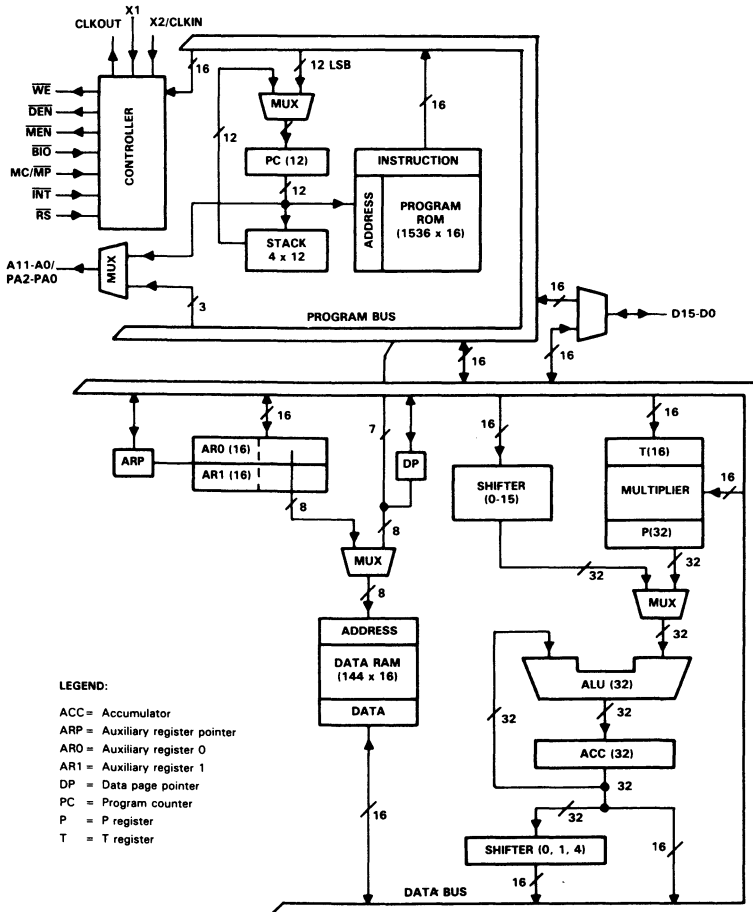 X1
CLKOUT
X2/CLKIN
16
12 LSB
WE
DEN
MEN
BIO
MC/MP
INT
RS
CONTROLLER
MUX
16
12
PC (12)
12
STACK
4 x 12
INSTRUCTION
ADDRESS
PROGRAM
ROM
(1536 x 16)
A11-A0/
PA2-PA0
MUX
3
PROGRAM BUS
16
16
D15-D0
16
16
7
16
16
ARP
AR0 (16)
AR1 (16)
8
DP
8
SHIFTER
(0-15)
T(16)
MULTIPLIER
P(32)
16
MUX
8
32
32
MUX
32
ADDRESS
DATA RAM
(144 x 16)
DATA
ALU (32)
32
32
ACC (32)
32
32
SHIFTER (0, 1, 4)
16
16
16
DATA BUS
LEGEND:
ACC = Accumulator
ARP = Auxiliary register pointer
AR0 = Auxiliary register 0
AR1 = Auxiliary register 1
DP = Data page pointer
PC = Program counter
P = P register
T = T register